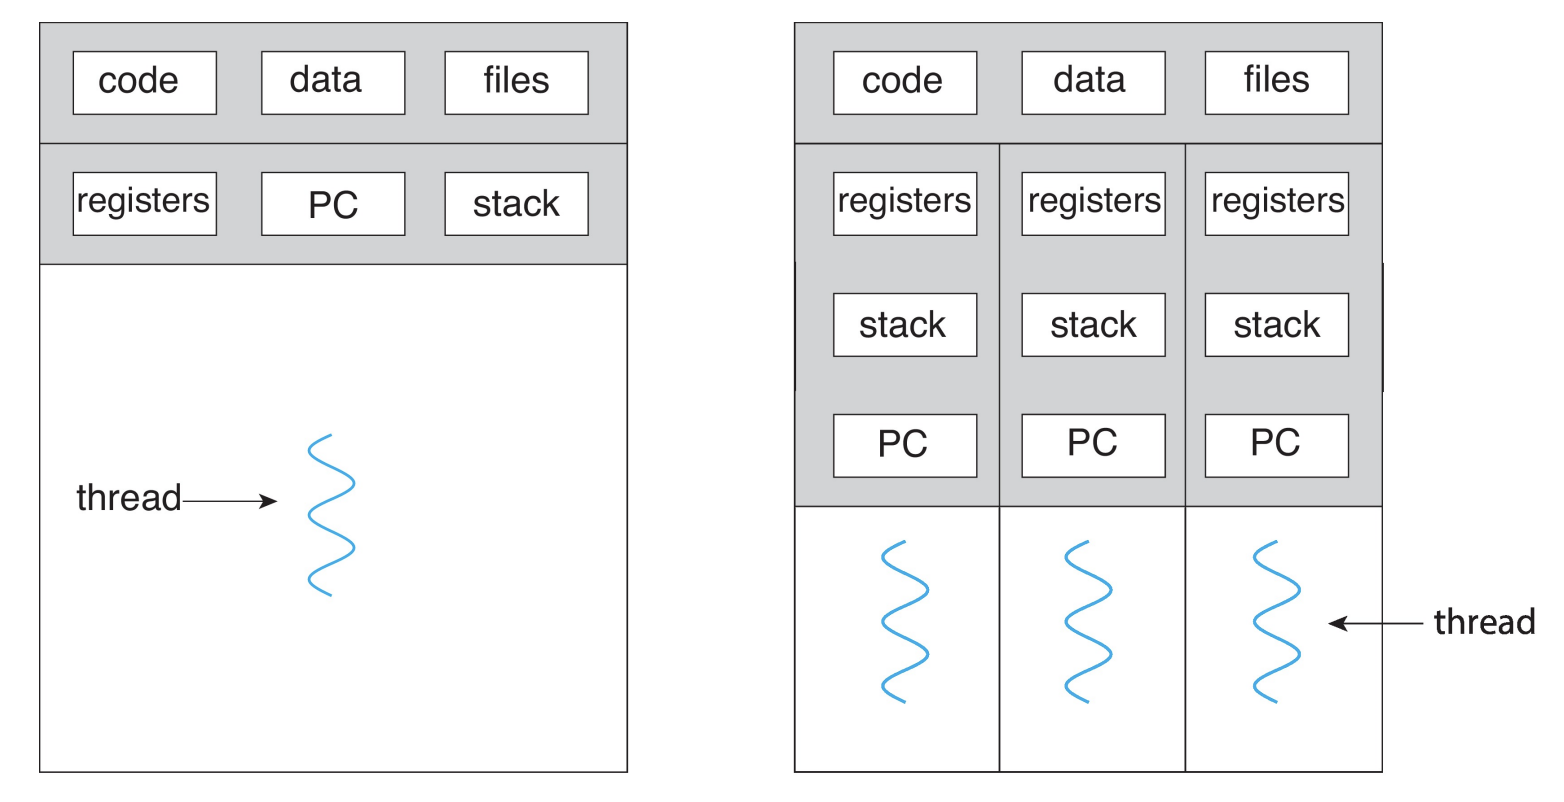 code data files
registers PC stack
thread
code data files
registers registers registers
stack stack stack
PC PC PC
thread